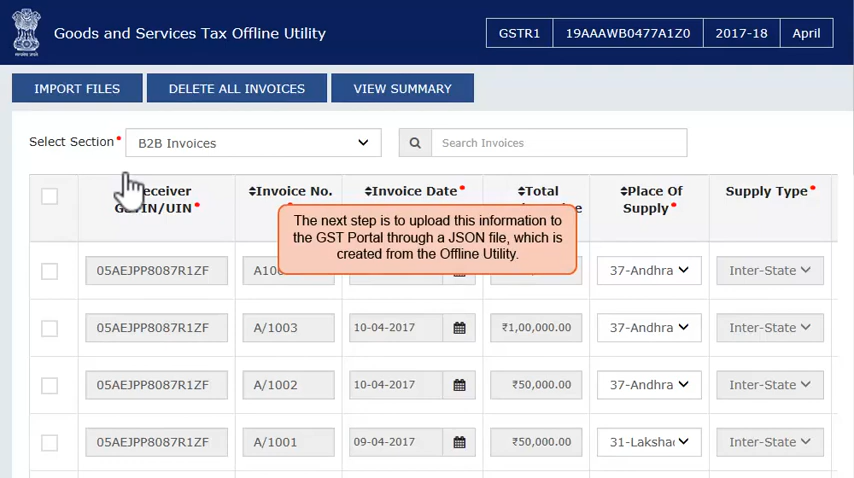 Goods and Services Tax Offline Utility
GSTR1 19AAAWB0477A1Z0 2017-18 April
IMPORT FILES DELETE ALL INVOICES VIEW SUMMARY
Select Section• B2B Invoices Search Invoices
Invoice No. Invoice Date• Total Place Of Supply Type•
GSTIN/UIN• Supply•
The next step is to upload this information to
the GST Portal through a JSON file, which is
created from the Offline Utility.
05AEJPP8087R1ZF 37-Andhra Inter-State
05AEJPP8087R1ZF A/1003 10-04-2017 ₹1,00,000.00 37-Andhra Inter-State
05AEJPP8087R1ZF A/1002 10-04-2017 ₹50,000.00 37-Andhra Inter-State
05AEJPP8087R1ZF A/1001 09-04-2017 ₹50,000.00 31-Laksha Inter-State